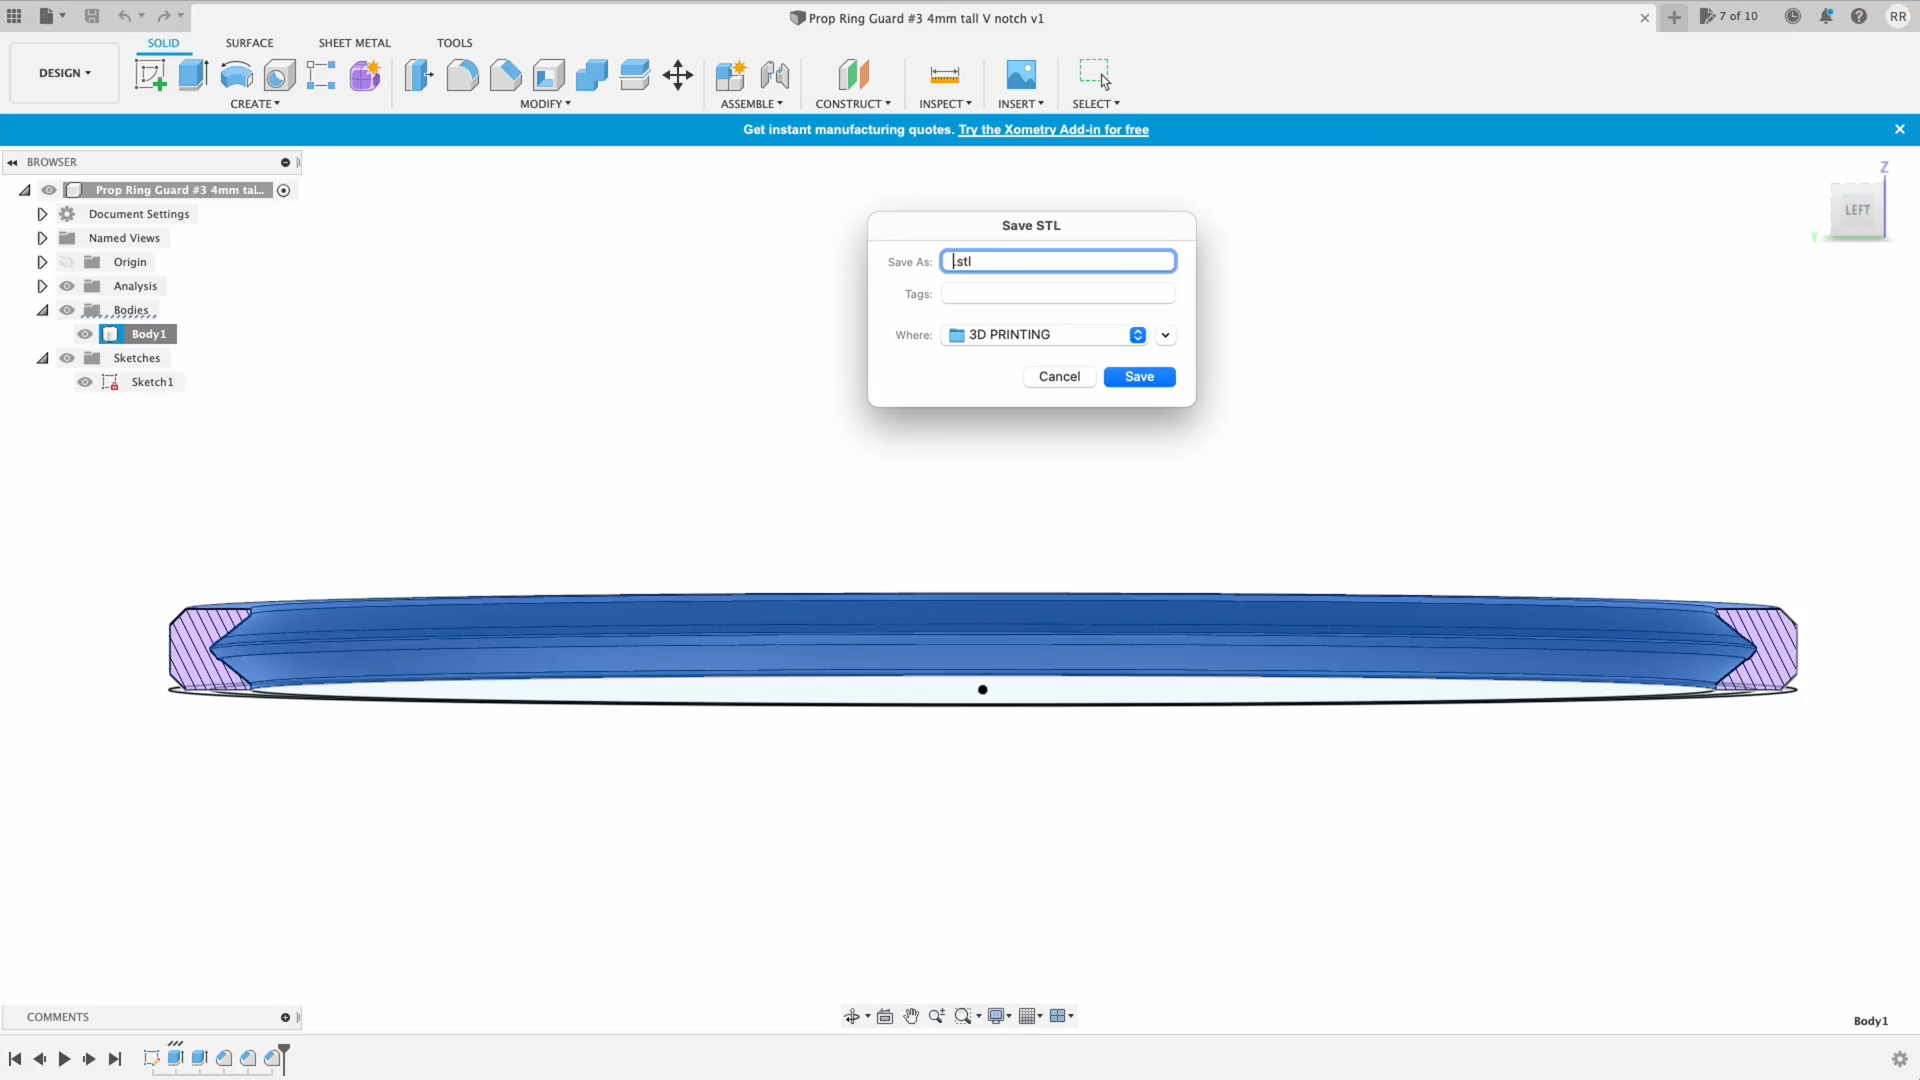 Prop Ring Guard #3 4mm tall V notch v1
7 of 10
RR
DESIGN
SOLID
SURFACE
SHEET METAL
TOOLS
CREATE
MODIFY
ASSEMBLE
CONSTRUCT
INSPECT
INSERT
SELECT
Get instant manufacturing quotes. Try the Xometry Add-in for free
BROWSER
Prop Ring Guard #3 4mm tal...
Document Settings
Named Views
Origin
Analysis
Bodies
Body1
Sketches
Sketch1
Save STL
Save As: .stl
Tags:
Where: 3D PRINTING
Cancel
Save
Z
LEFT
Y
COMMENTS
Body1